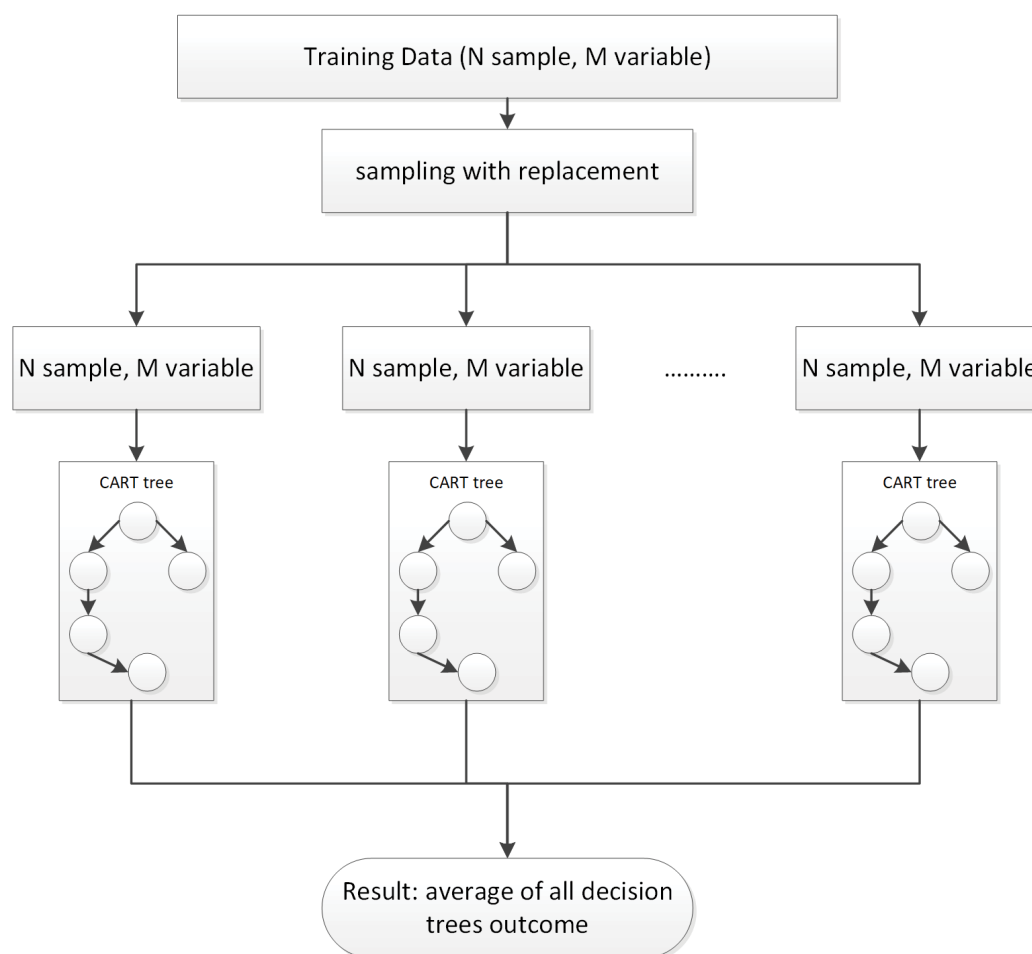 Training Data (N sample, M variable)
sampling with replacement
N sample, M variable
N sample, M variable
..........
N sample, M variable
CART tree
CART tree
CART tree
Result: average of all decision
trees outcome